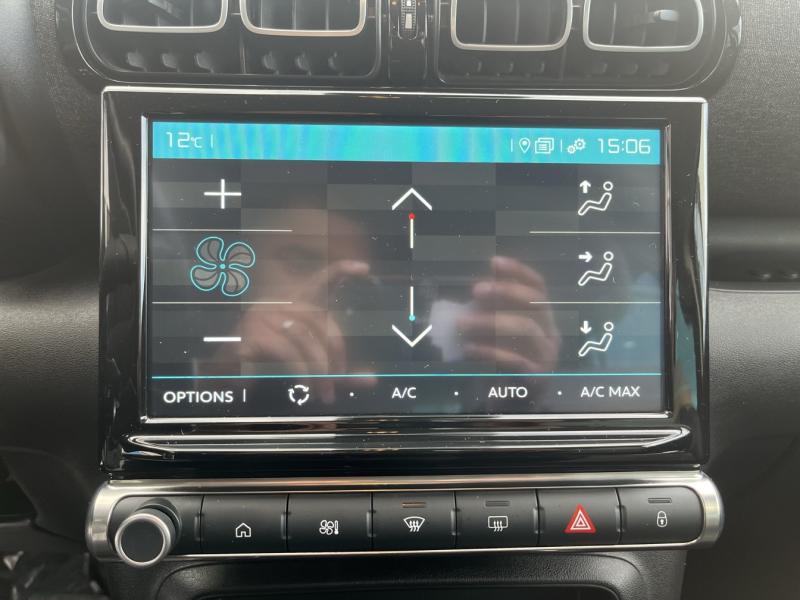 12°C
15:06
OPTIONS
A/C
AUTO
A/C MAX